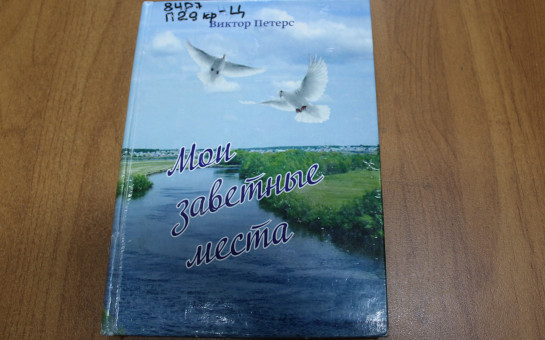 84Р7
П29 кр-Ц
Виктор Петерс
Мои
заветные
места